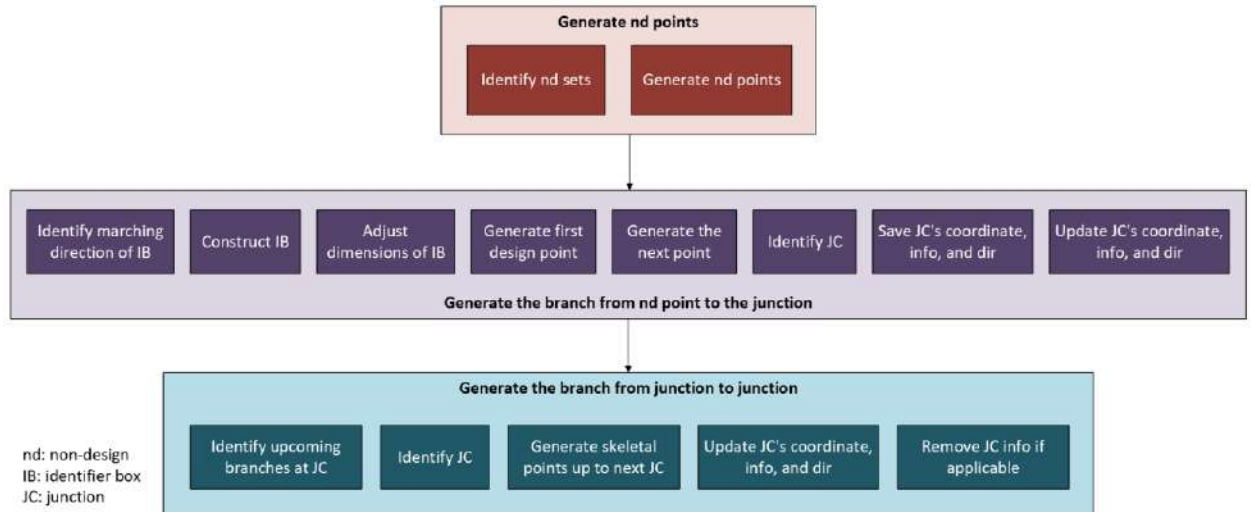 Generate nd points
Identify nd sets
Generate nd points
Identify marching
direction of IB
Construct IB
Adjust
dimensions of IB
Generate first
design point
Generate the
next point
Identify JC
Save JC's coordinate,
info, and dir
Update JC's coordinate,
info, and dir
Generate the branch from nd point to the junction
Generate the branch from junction to junction
Identify upcoming
branches at JC
Identify JC
Generate skeletal
points up to next JC
Update JC's coordinate,
info, and dir
Remove JC info if
applicable
nd: non-design
IB: identifier box
JC: junction